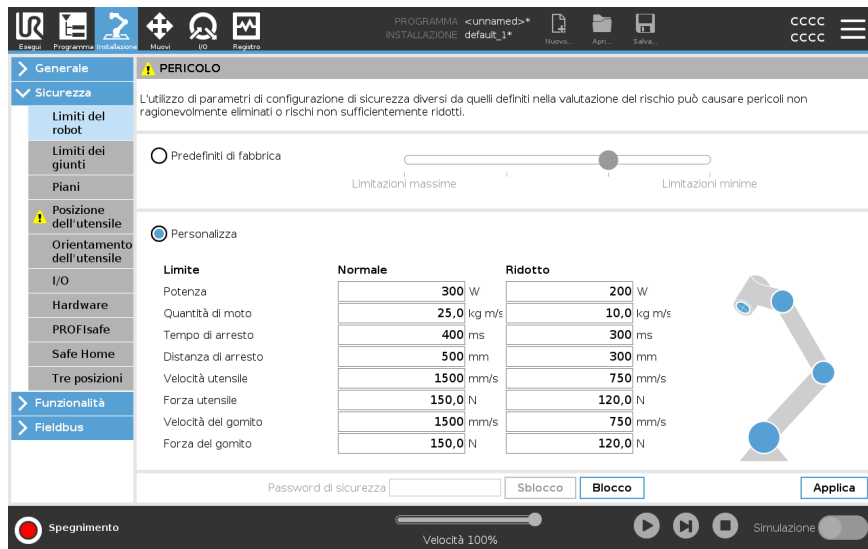 UR
PROGRAMMA <unnamed>*
INSTALLAZIONE default_1*
Esegui Programma Installazione Muovi I/O Registro
Nuovo... Apri... Salva...
cccc
cccc
Generale
Sicurezza
Limiti del
robot
Limiti dei
giunti
Piani
Posizione
dell'utensile
Orientamento
dell'utensile
I/O
Hardware
PROFIsafe
Safe Home
Tre posizioni
Funzionalità
Fieldbus
PERICOLO
L'utilizzo di parametri di configurazione di sicurezza diversi da quelli definiti nella valutazione del rischio può causare pericoli non
ragionevolmente eliminati o rischi non sufficientemente ridotti.
Predefiniti di fabbrica
Limitazioni massime Limitazioni minime
Personalizza
Limite Normale Ridotto
Potenza 300 W 200 W
Quantità di moto 25,0 kg m/s 10,0 kg m/s
Tempo di arresto 400 ms 300 ms
Distanza di arresto 500 mm 300 mm
Velocità utensile 1500 mm/s 750 mm/s
Forza utensile 150,0 N 120,0 N
Velocità del gomito 1500 mm/s 750 mm/s
Forza del gomito 150,0 N 120,0 N
Password di sicurezza Sblocco Blocco Applica
Spegnimento
Velocità 100%
Simulazione